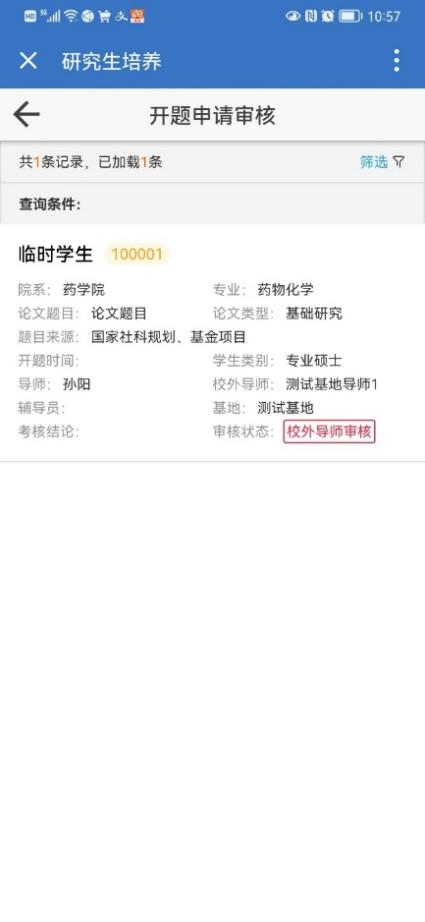 HD 5G 支 10:57
研究生培养
开题申请审核
共1条记录，已加载1条 筛选
查询条件:
临时学生 100001
院系: 药学院 专业: 药物化学
论文题目: 论文题目 论文类型: 基础研究
题目来源: 国家社科规划、基金项目
开题时间: 学生类别: 专业硕士
导师: 孙阳 校外导师: 测试基地导师1
辅导员: 基地: 测试基地
考核结论: 审核状态: 校外导师审核